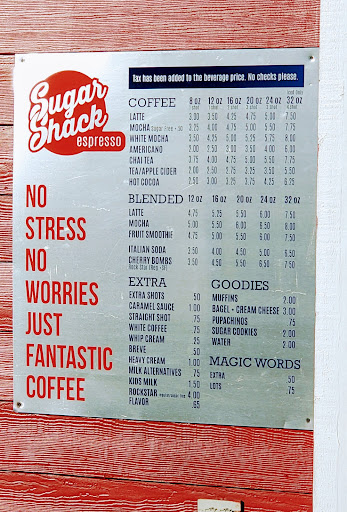 Sugar
Shack
espresso
Tax has been added to the beverage price. No checks please.
NO
STRESS
NO
WORRIES
JUST
FANTASTIC
COFFEE
COFFEE 8 oz 12 oz 16 oz 20 oz 24 oz 32 oz
LATTE 3.00 3.50 4.25 4.75 5.00 7.50
MOCHA 3.25 4.00 4.75 5.00 5.50 7.75
WHITE MOCHA 3.50 4.25 5.00 5.25 5.75 8.00
AMERICANO 2.00 2.50 3.00 3.50 4.00 6.00
CHAI TEA 3.75 4.00 4.75 5.00 5.50 7.75
TEA/APPLE CIDER 2.00 2.50 2.75 3.25 3.50 5.50
HOT COCOA 2.50 3.00 3.75 4.25 6.25
BLENDED 12 oz 16 oz 20 oz 24 oz 32 oz
LATTE 4.75 5.25 5.50 6.00 7.50
MOCHA 5.00 5.50 6.00 6.50 8.00
FRUIT SMOOTHIE 4.75 5.00 5.50 6.00 7.50
ITALIAN SODA 3.50 4.00 4.50 5.00 6.50
CHERRY BOMBS 3.50 4.50 5.50 6.50 7.50
EXTRA
EXTRA SHOTS .50
CARAMEL SAUCE 1.00
STRAIGHT SHOT .75
WHITE COFFEE .75
WHIP CREAM .25
BREVE .50
HEAVY CREAM 1.00
MILK ALTERNATIVES .75
KIDS MILK 1.50
ROCKSTAR 4.00
FLAVOR .65
GOODIES
MUFFINS 2.00
BAGEL + CREAM CHEESE 3.00
PUPACHINOS .75
SUGAR COOKIES 2.00
WATER 2.00
MAGIC WORDS
EXTRA .50
LOTS .75